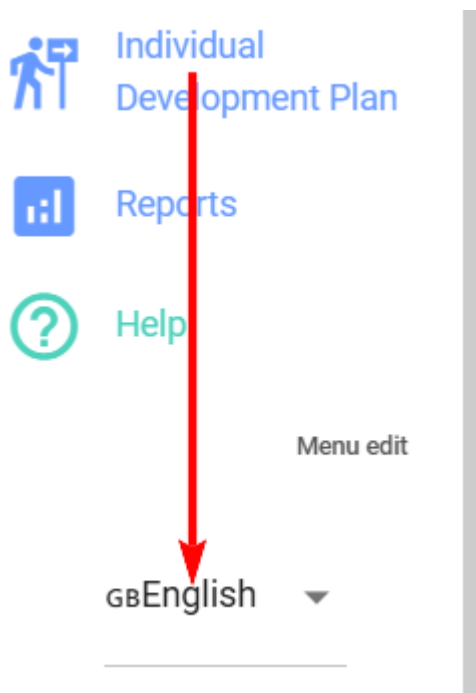 Individual
Development Plan
Reports
Help
Menu edit
GBEnglish